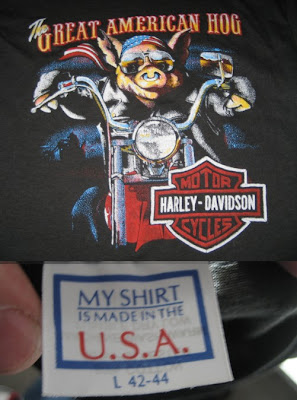 The GREAT AMERICAN HOG
MOTOR
HARLEY-DAVIDSON
CYCLES
MY SHIRT
IS MADE IN THE
U.S.A.
L 42-44